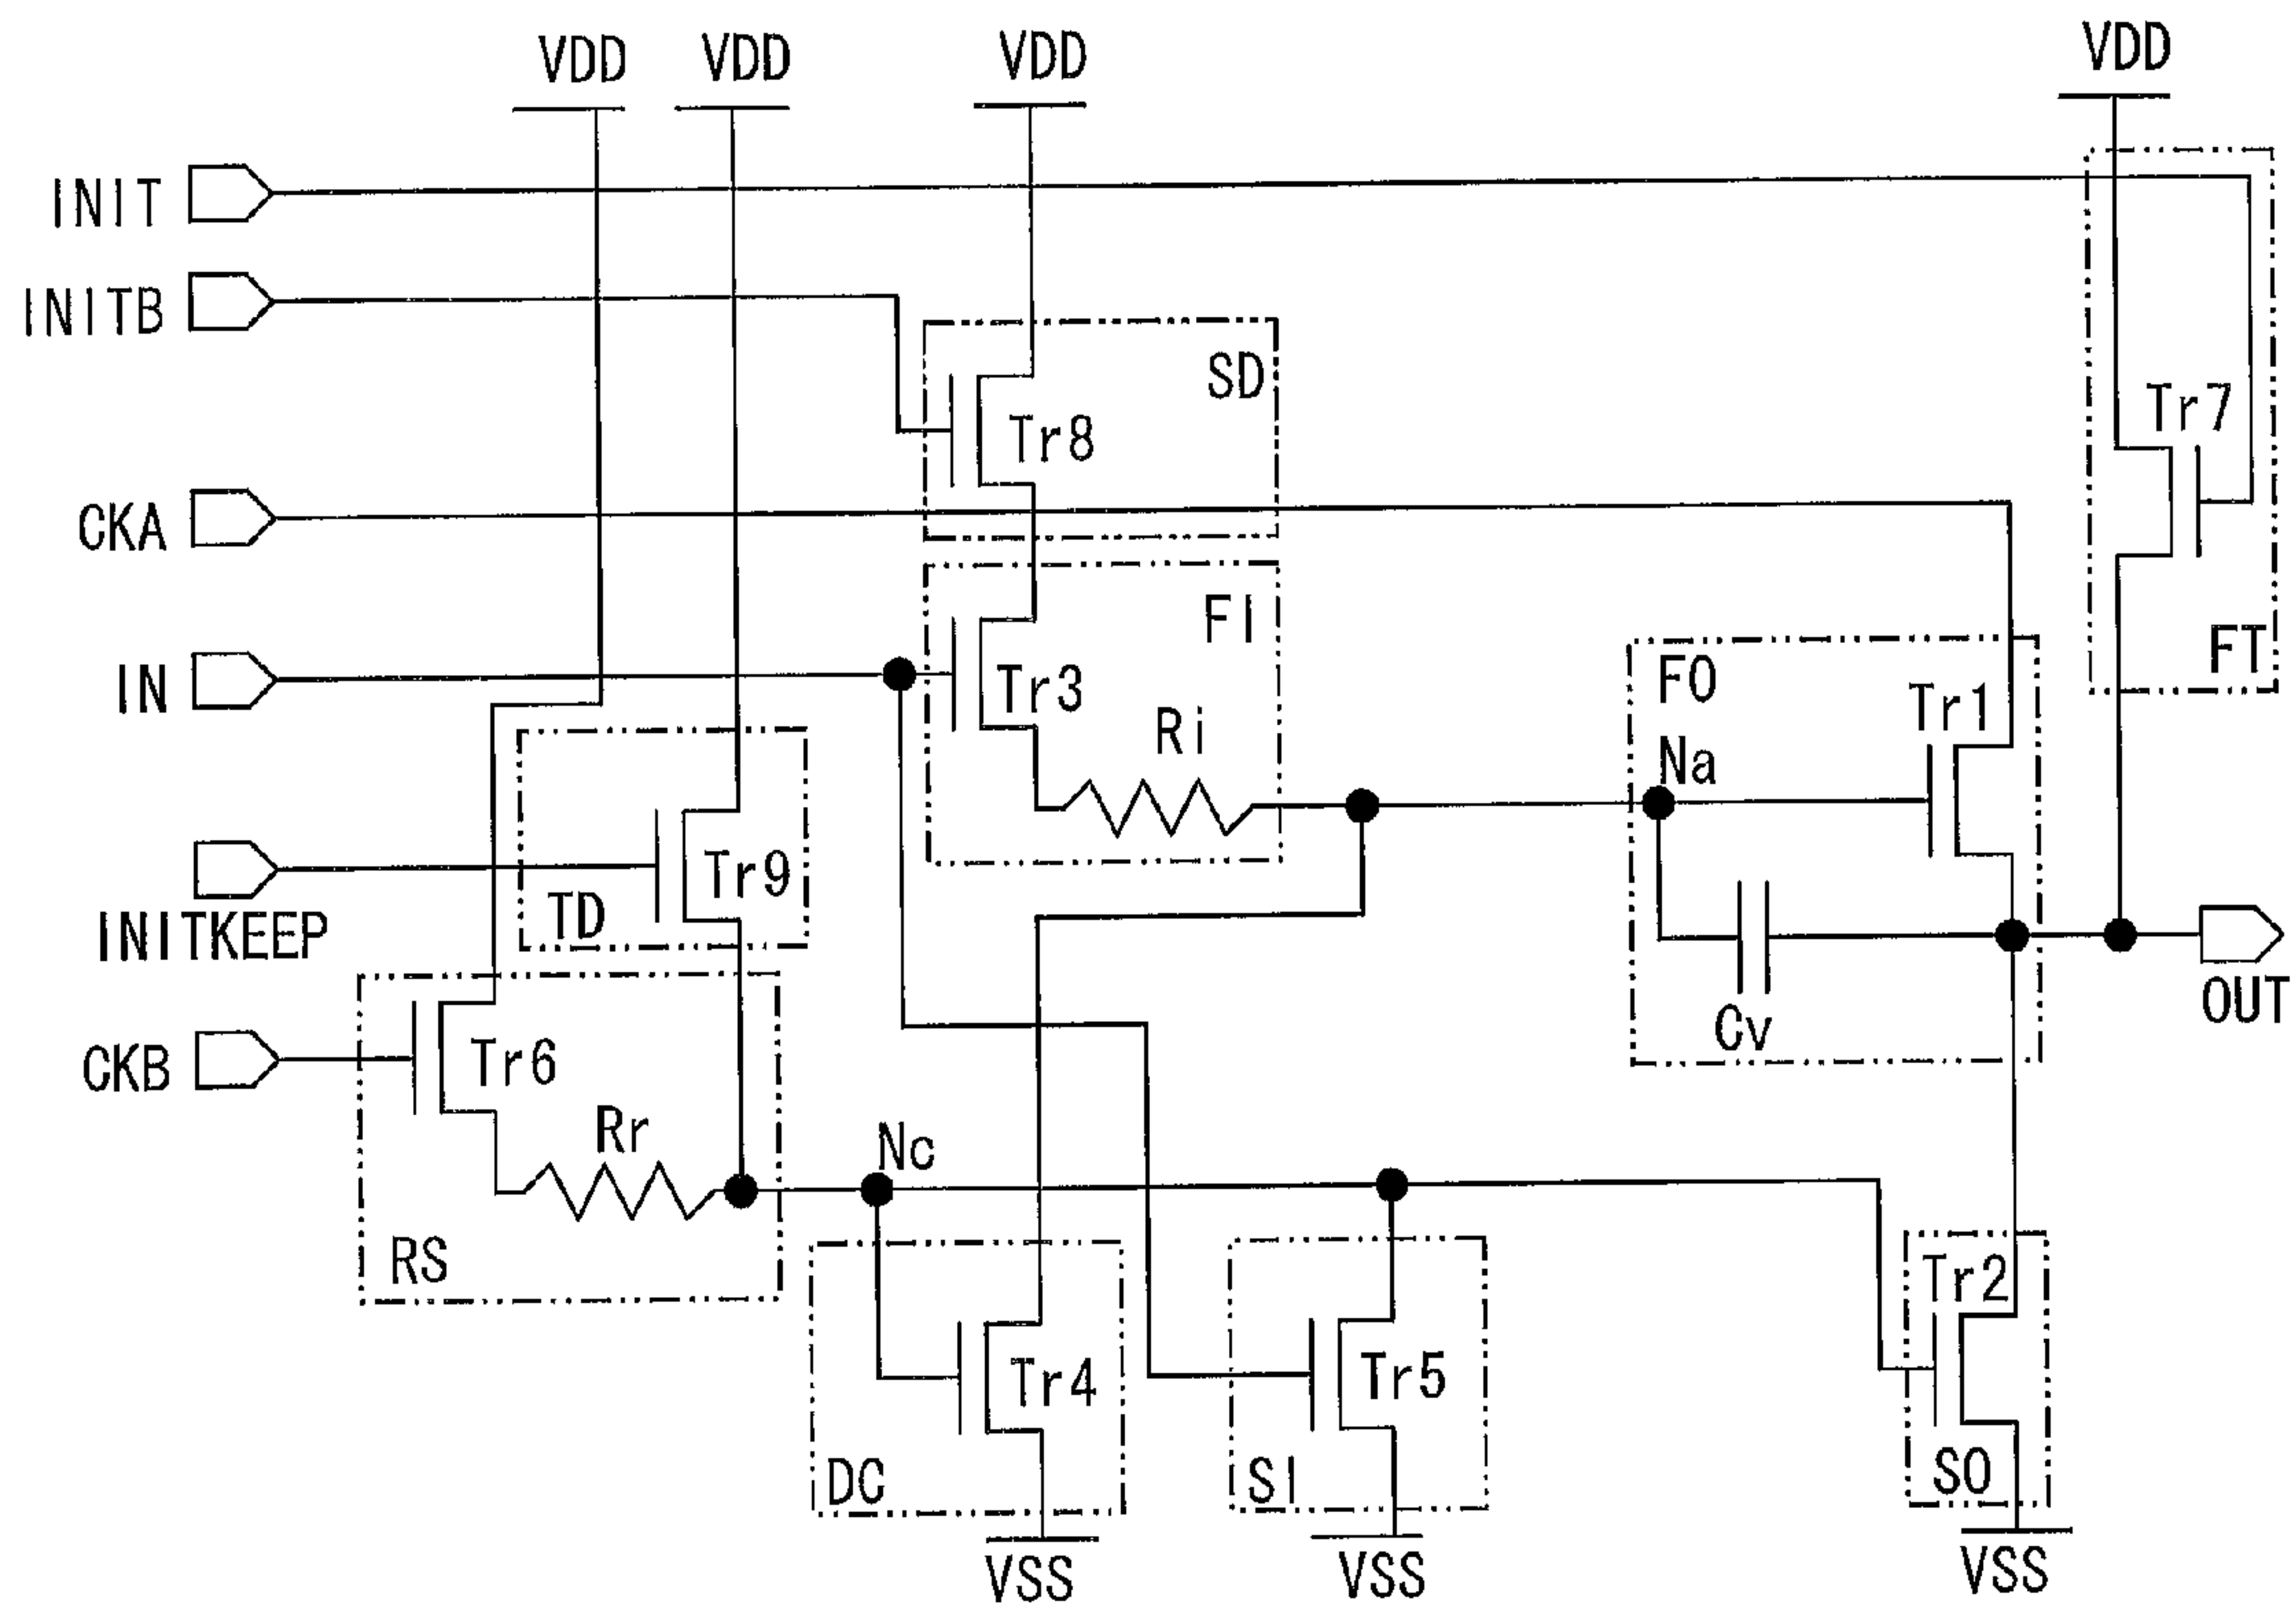 VDD
VDD
VDD
VDD
INIT
INITB
SD
Tr8
Tr7
CKA
FI
FT
IN
Tr3
FO
Tr1
Ri
Na
Tr9
TD
INITKEEP
OUT
Cv
CKB
Tr6
Rr
Nc
RS
Tr2
Tr4
Tr5
DC
SI
SO
VSS
VSS
VSS